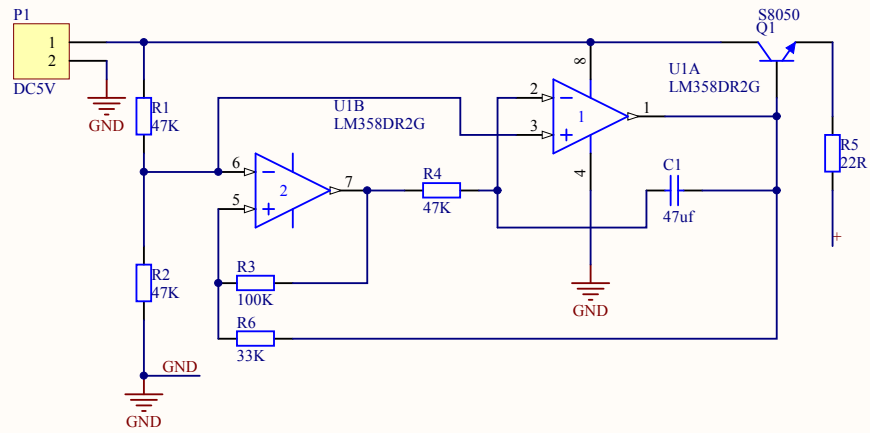 P1
1
2
DC5V
GND
R1
47K
R2
47K
GND
GND
U1B
LM358DR2G
6
5
2
7
R3
100K
R6
33K
R4
47K
2
3
8
1
4
1
U1A
LM358DR2G
GND
C1
47uf
S8050
Q1
R5
22R
+